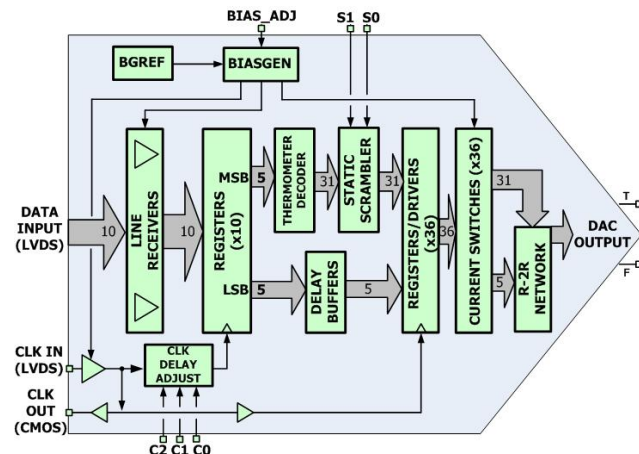 BIAS_ADJ
S1 S0
BGREF
BIASGEN
DATA
INPUT
(LVDS)
10
LINE
RECEIVERS
10
REGISTERS
(x10)
MSB
5
LSB
5
THERMOMETER
DECODER
31
STATIC
SCRAMBLER
31
DELAY
BUFFERS
5
REGISTERS/DRIVERS
(x36)
36
CURRENT SWITCHES (x36)
31
5
R-2R
NETWORK
DAC
OUTPUT
T
F
CLK IN
(LVDS)
CLK
DELAY
ADJUST
CLK
OUT
(CMOS)
C2 C1 C0